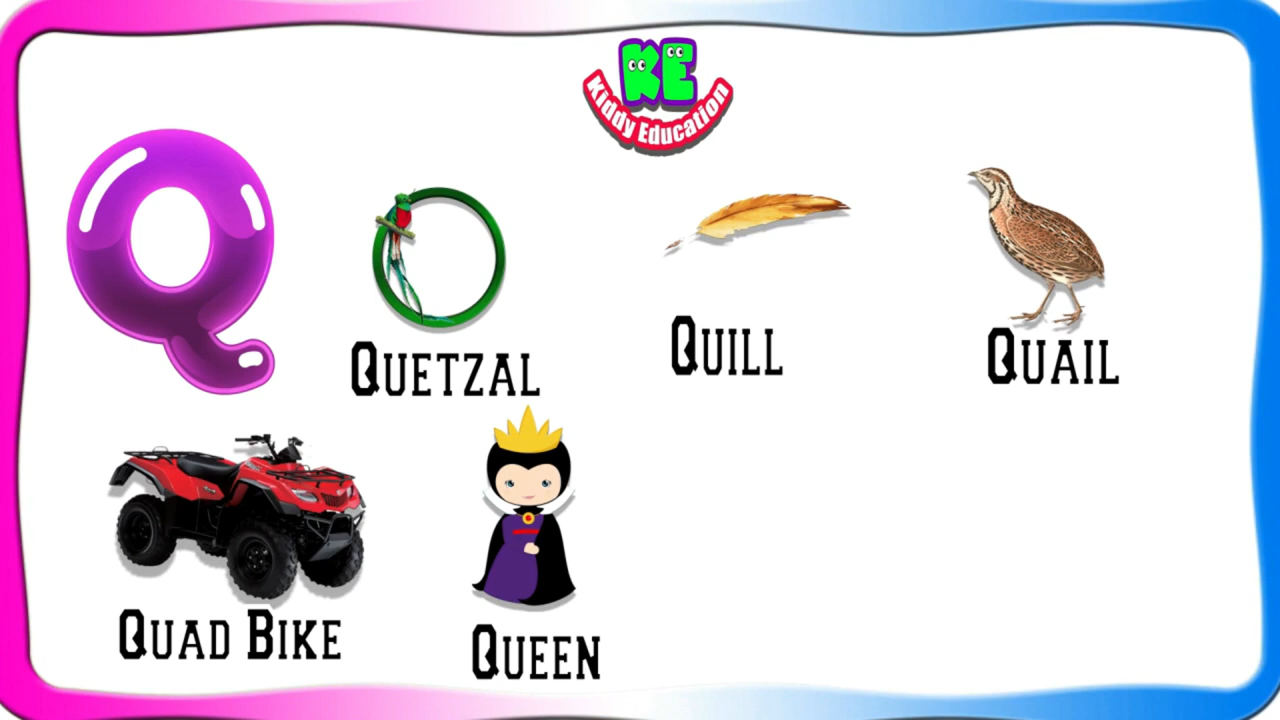 KE
Kiddy Education
Q
Quetzal
Quill
Quail
Quad Bike
Queen